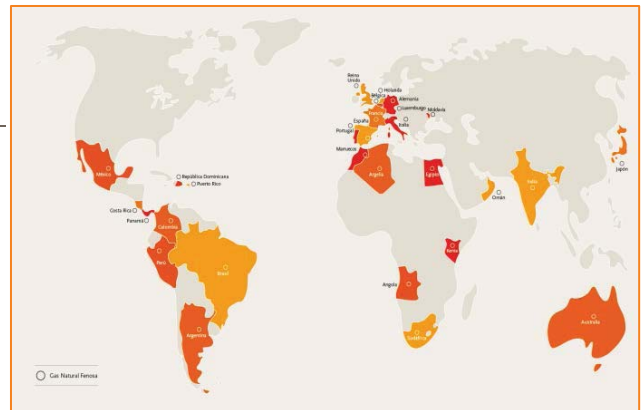 Reino
Unido
Holanda
Bélgica
Alemania
Luxemburgo
Moldavia
Francia
España
Italia
Portugal
Marruecos
Argelia
Egipto
India
Omán
Japón
México
República Dominicana
Puerto Rico
Costa Rica
Panamá
Colombia
Perú
Brasil
Kenia
Angola
Argentina
Sudáfrica
Australia
Gas Natural Fenosa